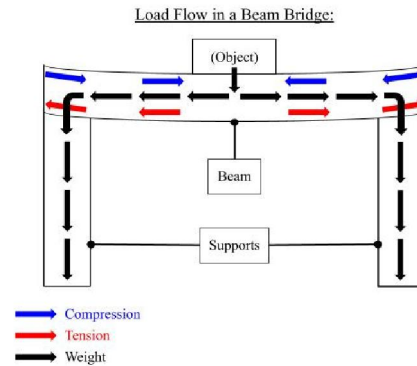 Load Flow in a Beam Bridge:
(Object)
Beam
Supports
Compression
Tension
Weight